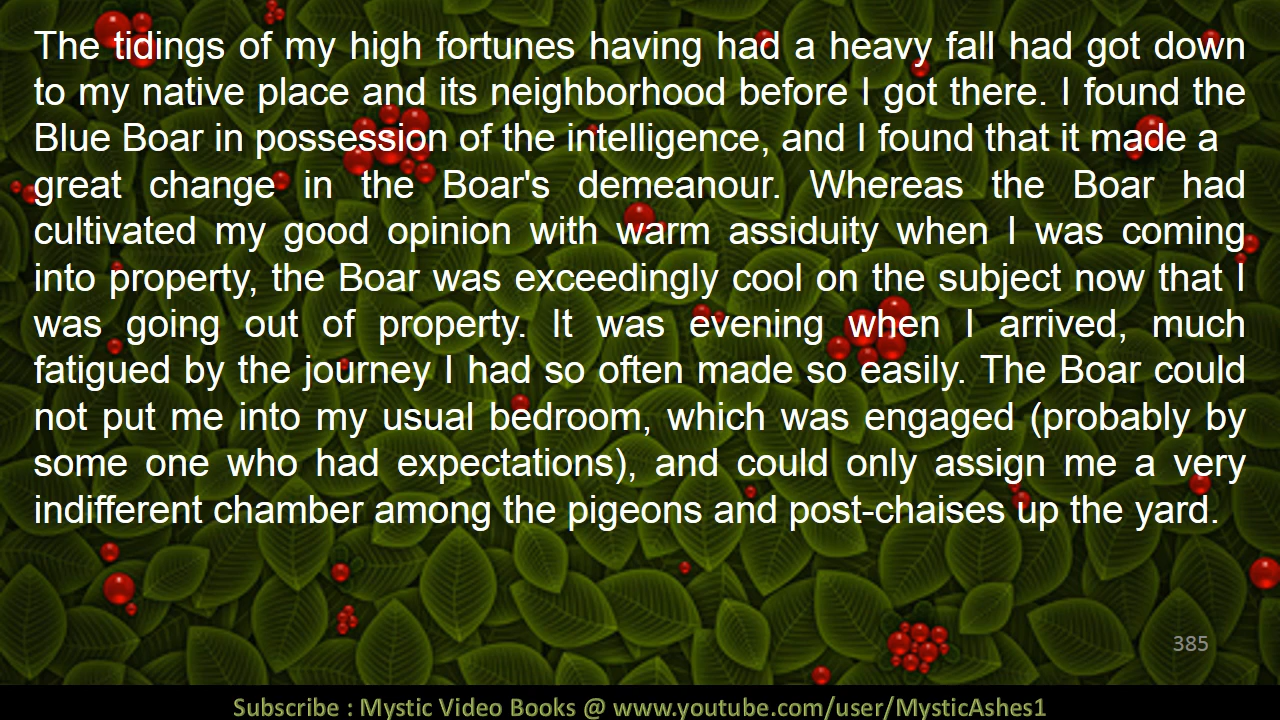 The tidings of my high fortunes having had a heavy fall had got down
to my native place and its neighborhood before I got there. I found the
Blue Boar in possession of the intelligence, and I found that it made a
great change in the Boar's demeanour. Whereas the Boar had
cultivated my good opinion with warm assiduity when I was coming
into property, the Boar was exceedingly cool on the subject now that I
was going out of property. It was evening when I arrived, much
fatigued by the journey I had so often made so easily. The Boar could
not put me into my usual bedroom, which was engaged (probably by
some one who had expectations), and could only assign me a very
indifferent chamber among the pigeons and post-chaises up the yard.
385
Subscribe : Mystic Video Books @ www.youtube.com/user/MysticAshes1